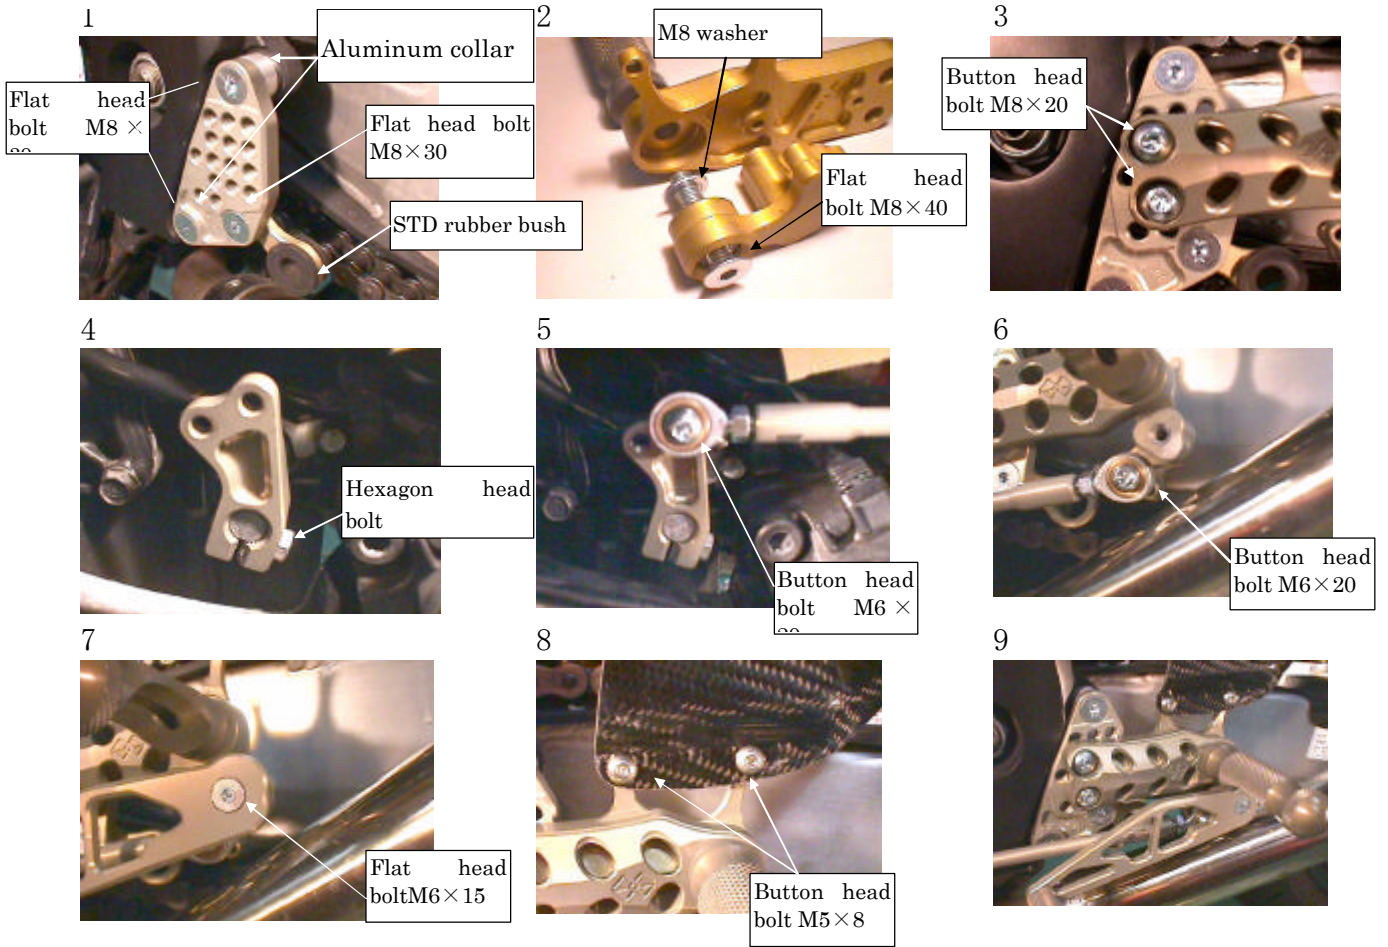 1
Aluminum collar
Flat head
bolt M8 ×
Flat head bolt
M8×30
STD rubber bush
2
M8 washer
Flat head
bolt M8×40
3
Button head
bolt M8×20
4
Hexagon head
bolt
5
Button head
bolt M6 ×
6
Button head
bolt M6×20
7
Flat head
boltM6×15
8
Button head
bolt M5×8
9